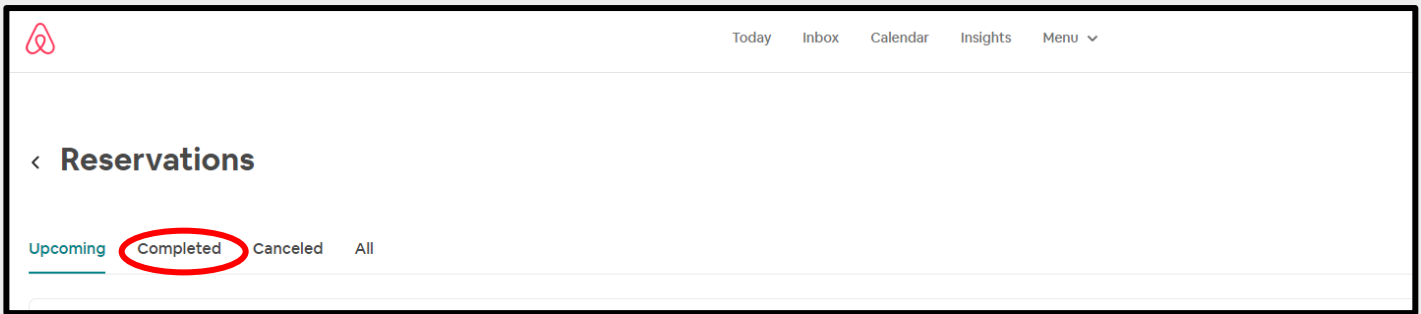 Today Inbox Calendar Insights Menu
Reservations
Upcoming Completed Canceled All